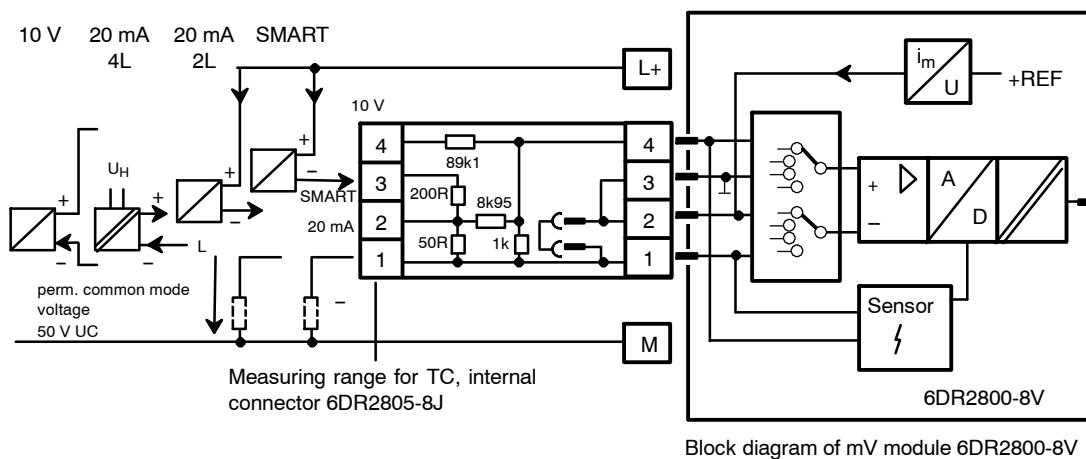 10 V
20 mA
4L
20 mA
2L
SMART
L+
i_m
U
+REF
10 V
4
3
2
1
89k1
200R
50R
8k95
1k
4
3
2
1
SMART
20 mA
+
−
U_H
+
−
+
−
+
−
L
−
perm. common mode
voltage
50 V UC
M
+
−
A
D
Sensor
6DR2800-8V
Measuring range for TC, internal
connector 6DR2805-8J
Block diagram of mV module 6DR2800-8V